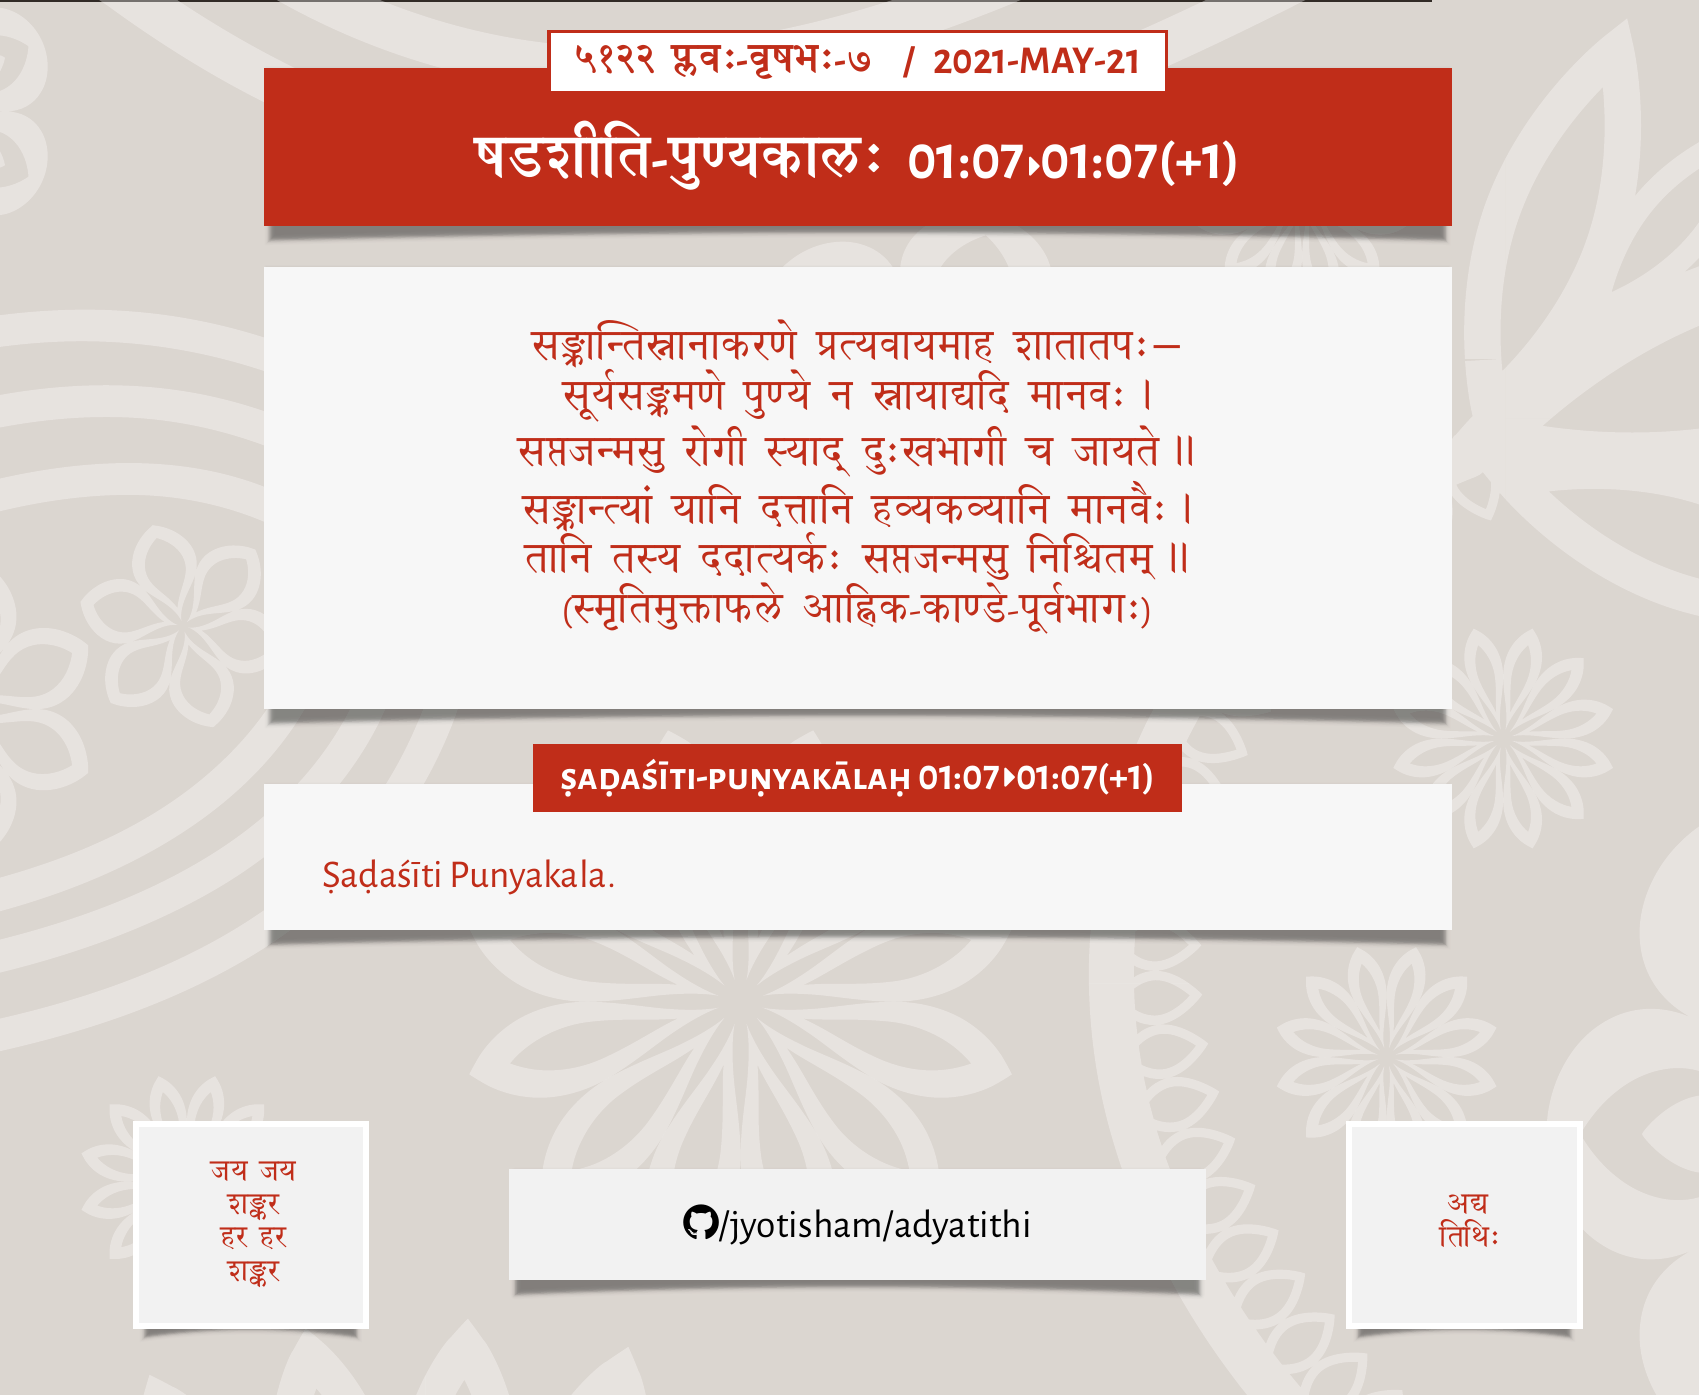 ५१२२ प्लवः-वृषभः-७ / 2021-MAY-21
षडशीति-पुण्यकालः 01:07▸01:07(+1)
सङ्क्रान्तिस्नानाकरणे प्रत्यवायमाह शातातपः—
सूर्यसङ्क्रमणे पुण्ये न स्नायाद्यदि मानवः ।
सप्तजन्मसु रोगी स्याद् दुःखभागी च जायते ॥
सङ्क्रान्त्यां यानि दत्तानि हव्यकव्यानि मानवैः ।
तानि तस्य ददात्यर्कः सप्तजन्मसु निश्चितम् ॥
(स्मृतिमुक्ताफले आह्निक-काण्डे-पूर्वभागः)
ṢAḌAŚĪTI-PUṆYAKĀLAḤ 01:07▸01:07(+1)
Ṣaḍaśīti Punyakala.
जय जय
शङ्कर
हर हर
शङ्कर
/jyotisham/adyatithi
अद्य
तिथिः